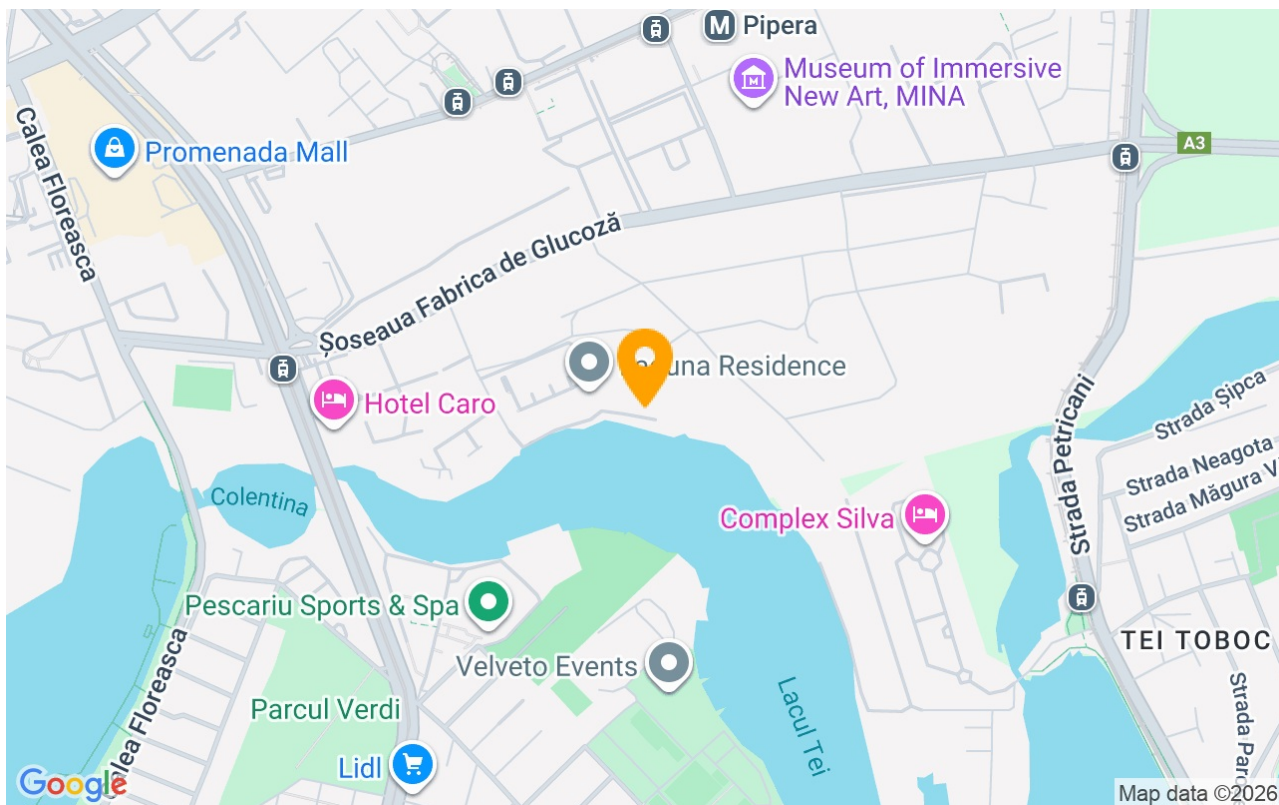 M Pipera
Museum of Immersive
New Art, MINA
A3
Calea Floreasca
Promenada Mall
Șoseaua Fabrica de Glucoză
Residence
Hotel Caro
Strada Petricani
Strada Șipca
Strada Neagota
Strada Măgura V
Colentina
Complex Silva
Pescariu Sports & Spa
Calea Floreasca
Velveto Events
TEI TOBOC
Strada Paro
Parcul Verdi
Lacul Tei
Lidl
Google
Map data ©2026